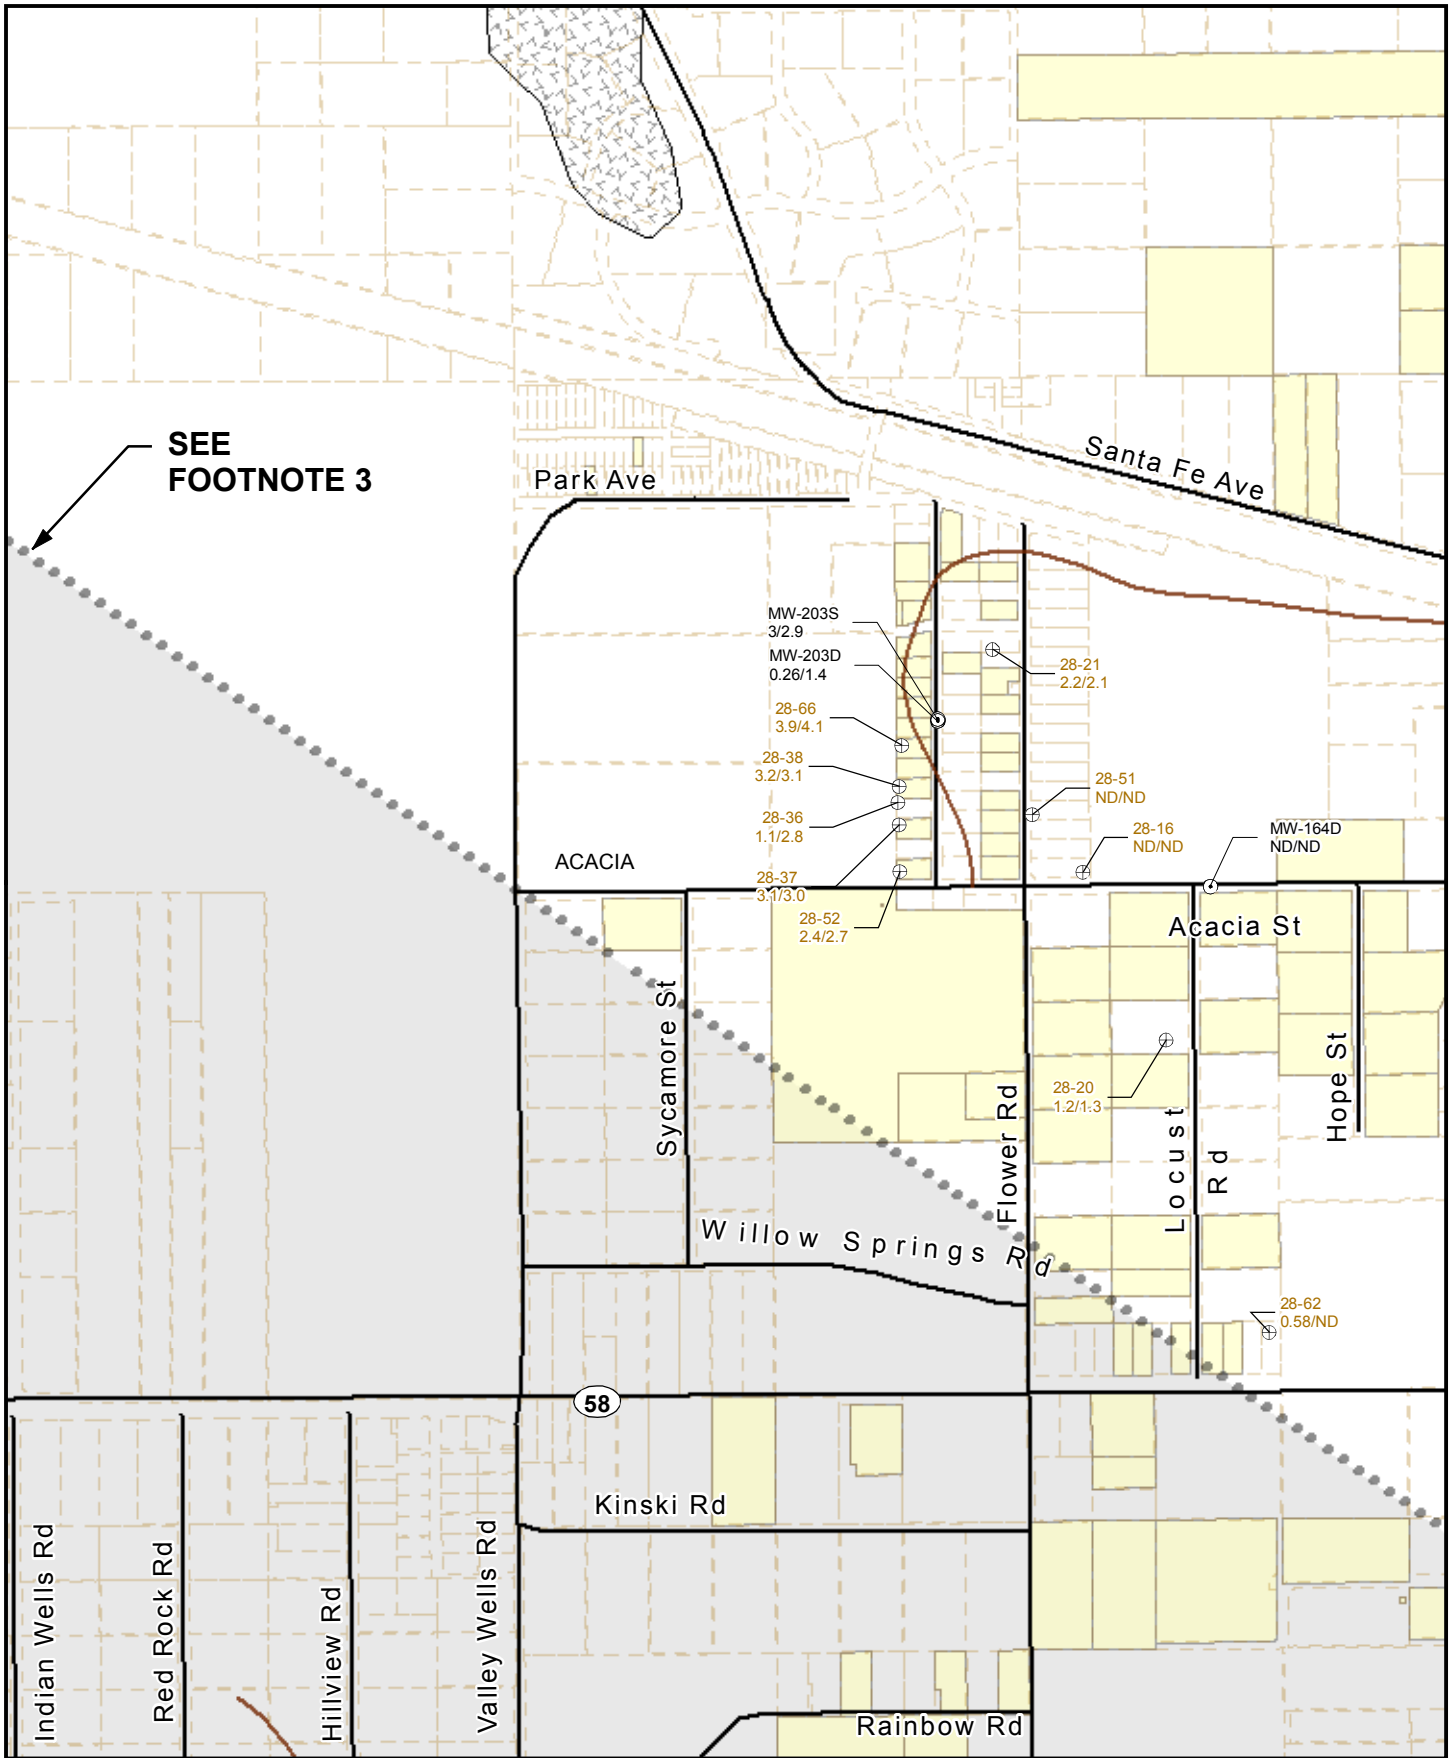 SEE
FOOTNOTE 3
Park Ave
Santa Fe Ave
MW-203S
3/2.9
MW-203D
0.26/1.4
28-21
2.2/2.1
28-66
3.9/4.1
28-38
3.2/3.1
28-51
ND/ND
28-36
1.1/2.8
28-16
ND/ND
MW-164D
ND/ND
ACACIA
28-37
3.1/3.0
28-52
2.4/2.7
Acacia St
Sycamore St
Flower Rd
28-20
1.2/1.3
Locust
Rd
Hope St
Willow Springs Rd
28-62
0.58/ND
58
Kinski Rd
Indian Wells Rd
Red Rock Rd
Hillview Rd
Valley Wells Rd
Rainbow Rd